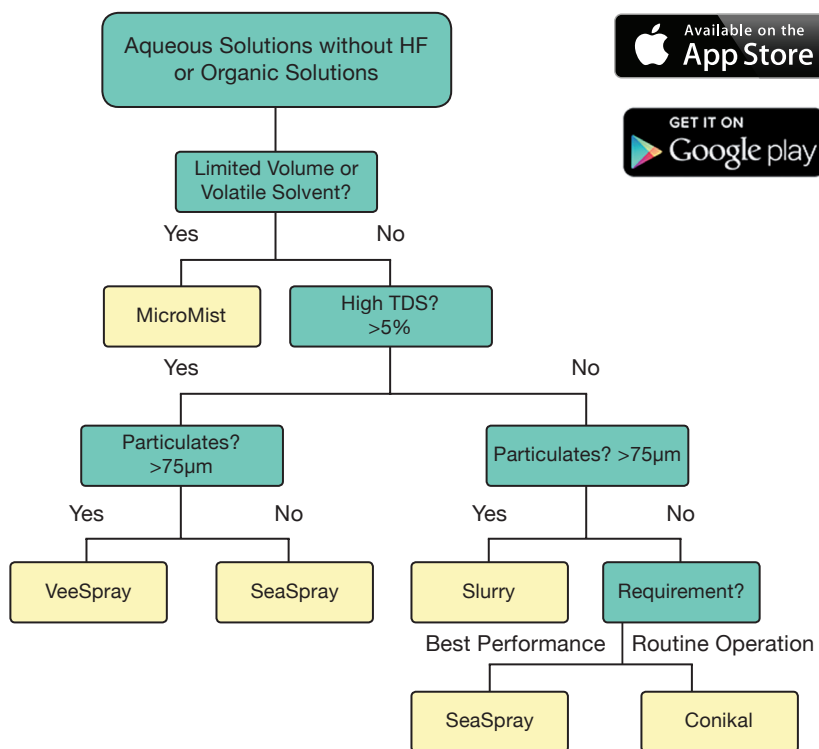 Aqueous Solutions without HF
or Organic Solutions
Available on the
App Store
GET IT ON
Google play
Limited Volume or
Volatile Solvent?
Yes
No
MicroMist
High TDS?
>5%
Yes
No
Particulates?
>75µm
Particulates? >75µm
Yes
No
Yes
No
VeeSpray
SeaSpray
Slurry
Requirement?
Best Performance
Routine Operation
SeaSpray
Conikal